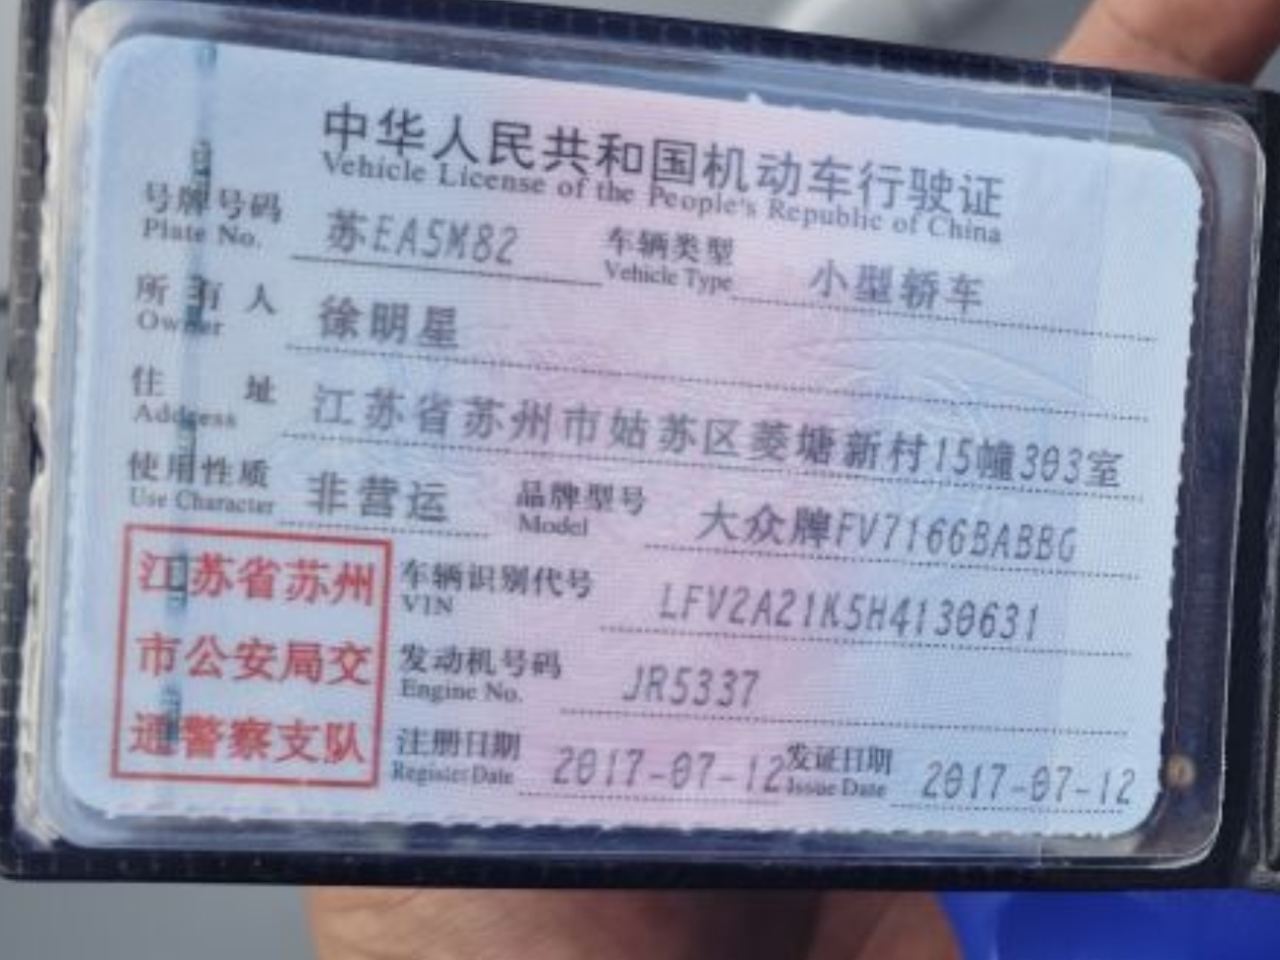 中华人民共和国机动车行驶证
Vehicle License of the People's Republic of China
号牌号码 苏EA5M82 车辆类型 小型轿车
Plate No. Vehicle Type
所有人 徐明星
Owner
住址 江苏省苏州市姑苏区菱塘新村15幢303室
Address
使用性质 非营运 品牌型号 大众牌FV7166BABBG
Use Character Model
江苏省苏州
市公安局交
通警察支队
车辆识别代号 LFV2A21K5H4130631
VIN
发动机号码 JR5337
Engine No.
注册日期 2017-07-12 发证日期 2017-07-12
Register Date Issue Date